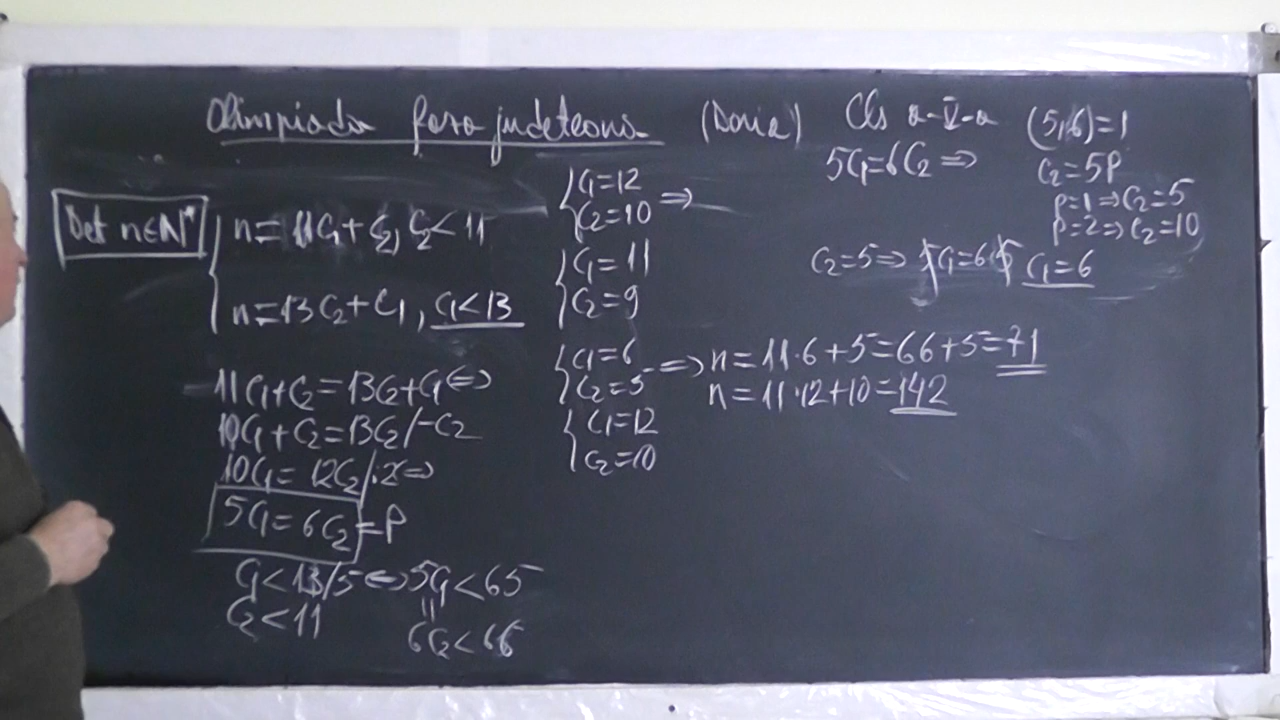 Olimpiada faza judeteana (Doria) Cls a-V-a
Det n∈N*
n=11C₁+C₂, C₂<11
n=13C₂+C₁, C₁<13
11C₁+C₂=13C₂+C₁⇔
10C₁+C₂=13C₂/-C₂
10C₁=12C₂/:2⇒
5C₁=6C₂=P
C₁<13/5⇔5C₁<65
C₂<11
=
6C₂<66
C₁=12
C₂=10 ⇒
C₁=11
C₂=9
C₁=6
C₂=5 ⇒ n=11·6+5=66+5=71
n=11·12+10=142
C₁=12
C₂=10
(5,6)=1
5C₁=6C₂⇒ C₂=5P
P=1⇒C₂=5
P=2⇒C₂=10
C₂=5⇒5C₁=6·5 C₁=6